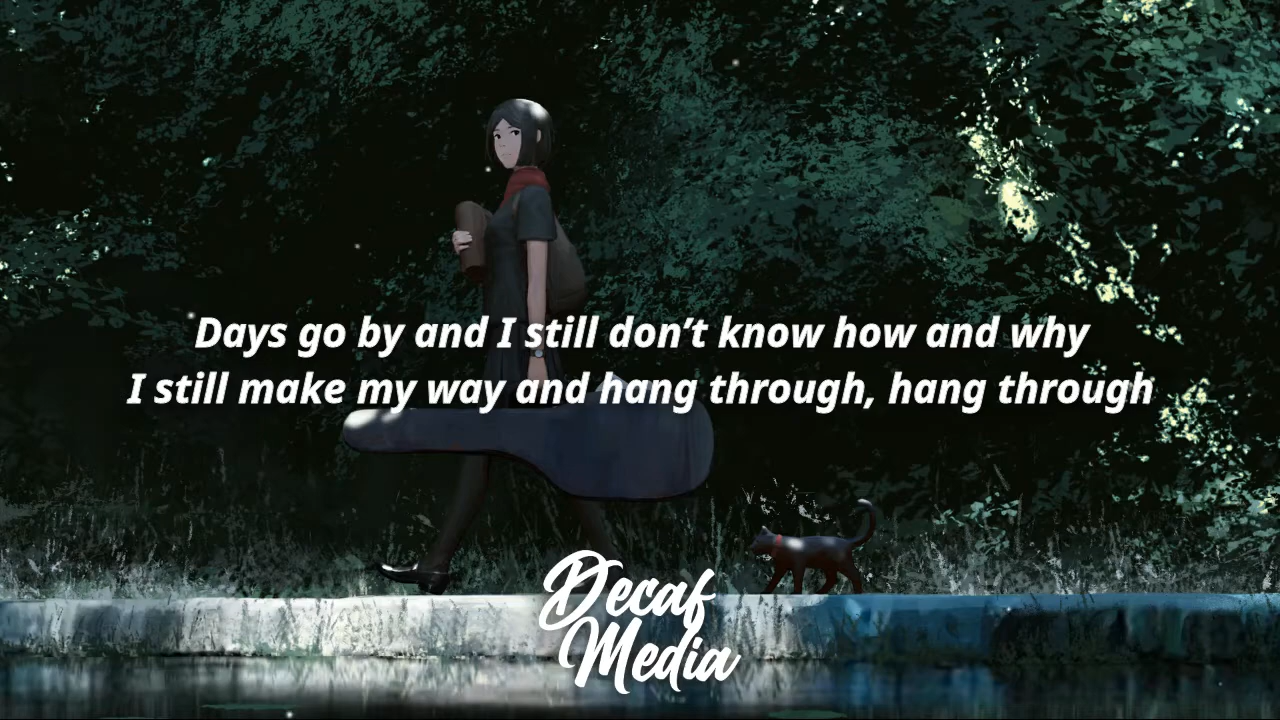 Days go by and I still don’t know how and why
I still make my way and hang through, hang through
Decaf
Media